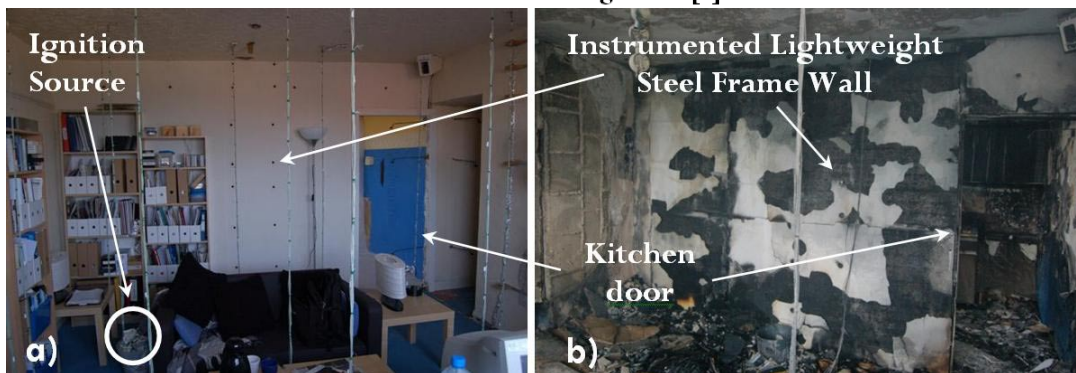 Ignition
Source
Instrumented Lightweight
Steel Frame Wall
Kitchen
door
a)
b)